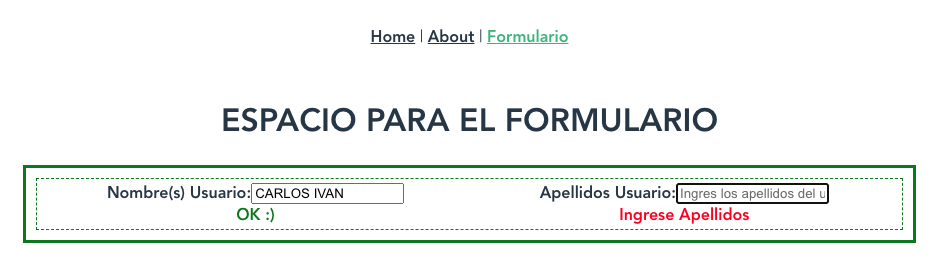 Home | About | Formulario
ESPACIO PARA EL FORMULARIO
Nombre(s) Usuario: CARLOS IVAN Apellidos Usuario: Ingres los apellidos del u
OK :) Ingrese Apellidos